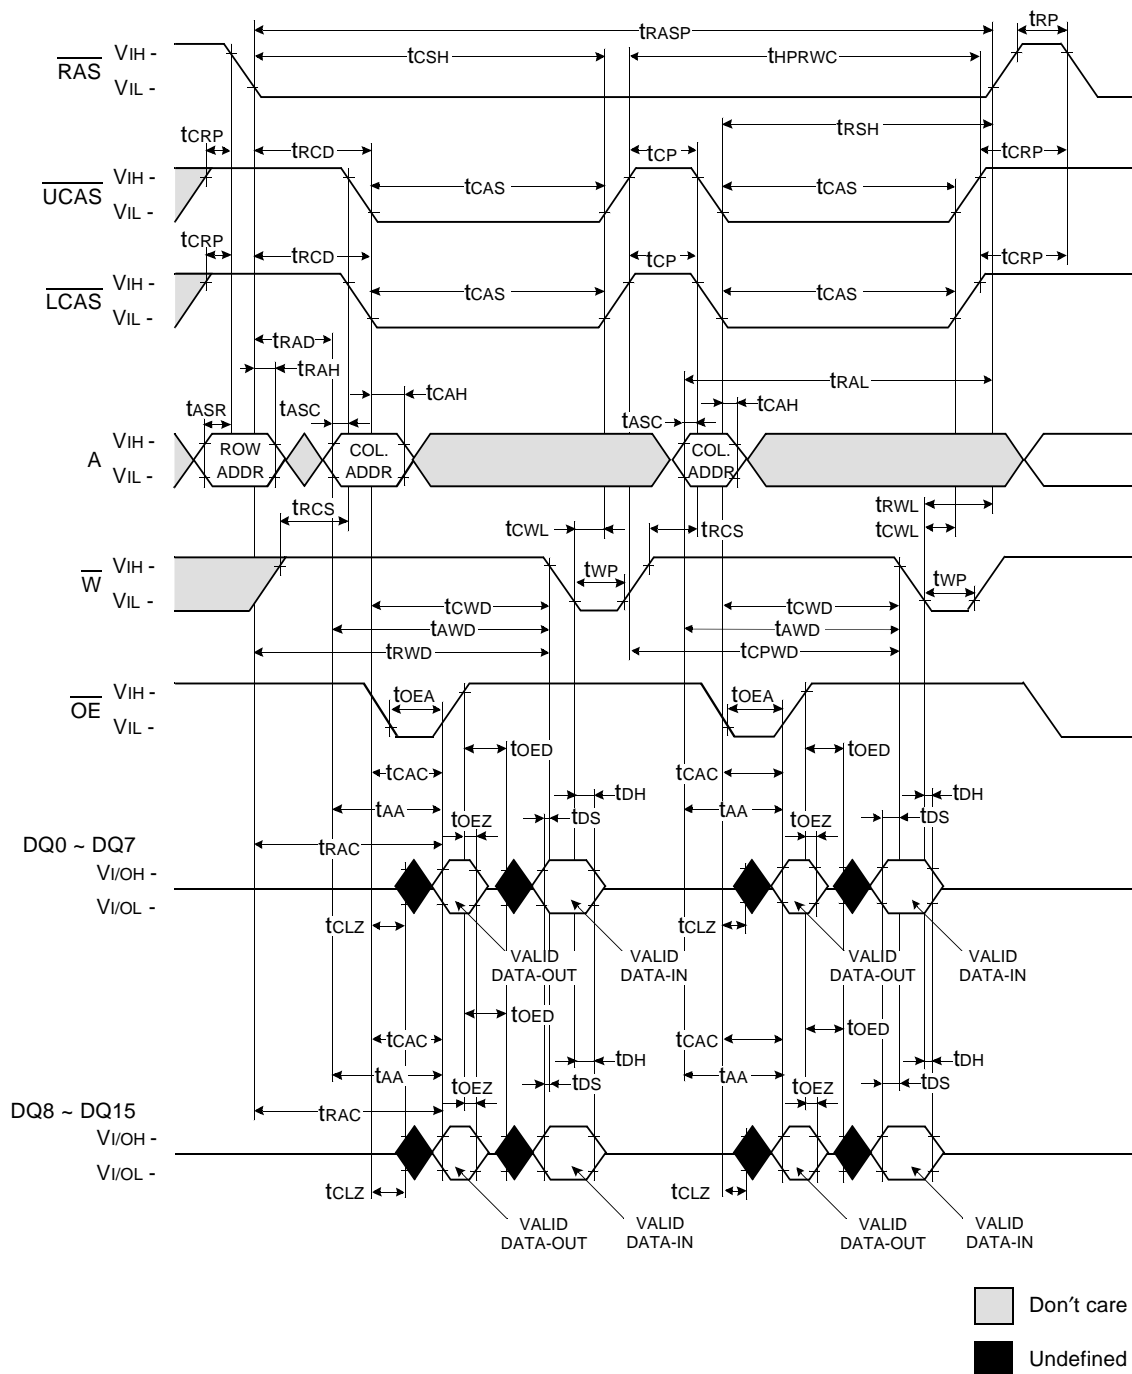 tRASP
tRP
RAS
VIH -
VIL -
tCSH
tHPRWC
tRSH
tCRP
tRCD
tCP
tCRP
UCAS
VIH -
VIL -
tCAS
tCAS
tCRP
tRCD
tCP
tCRP
LCAS
VIH -
VIL -
tCAS
tCAS
tRAD
tRAH
tCAH
tRAL
tCAH
tASR
tASC
tASC
A
VIH -
VIL -
ROW
ADDR
COL.
ADDR
COL.
ADDR
tRCS
tCWL
tRCS
tRWL
tCWL
W
VIH -
VIL -
tWP
tWP
tCWD
tCWD
tAWD
tAWD
tRWD
tCPWD
OE
VIH -
VIL -
tOEA
tOEA
tOED
tOED
tCAC
tCAC
tDH
tDH
tAA
tAA
tOEZ
tDS
tOEZ
tDS
DQ0 ~ DQ7
tRAC
VI/OH -
VI/OL -
tCLZ
tCLZ
VALID
DATA-OUT
VALID
DATA-IN
VALID
DATA-OUT
VALID
DATA-IN
tOED
tOED
tCAC
tCAC
tDH
tDH
tAA
tAA
tOEZ
tDS
tOEZ
tDS
DQ8 ~ DQ15
tRAC
VI/OH -
VI/OL -
tCLZ
tCLZ
VALID
DATA-OUT
VALID
DATA-IN
VALID
DATA-OUT
VALID
DATA-IN
Don′t care
Undefined